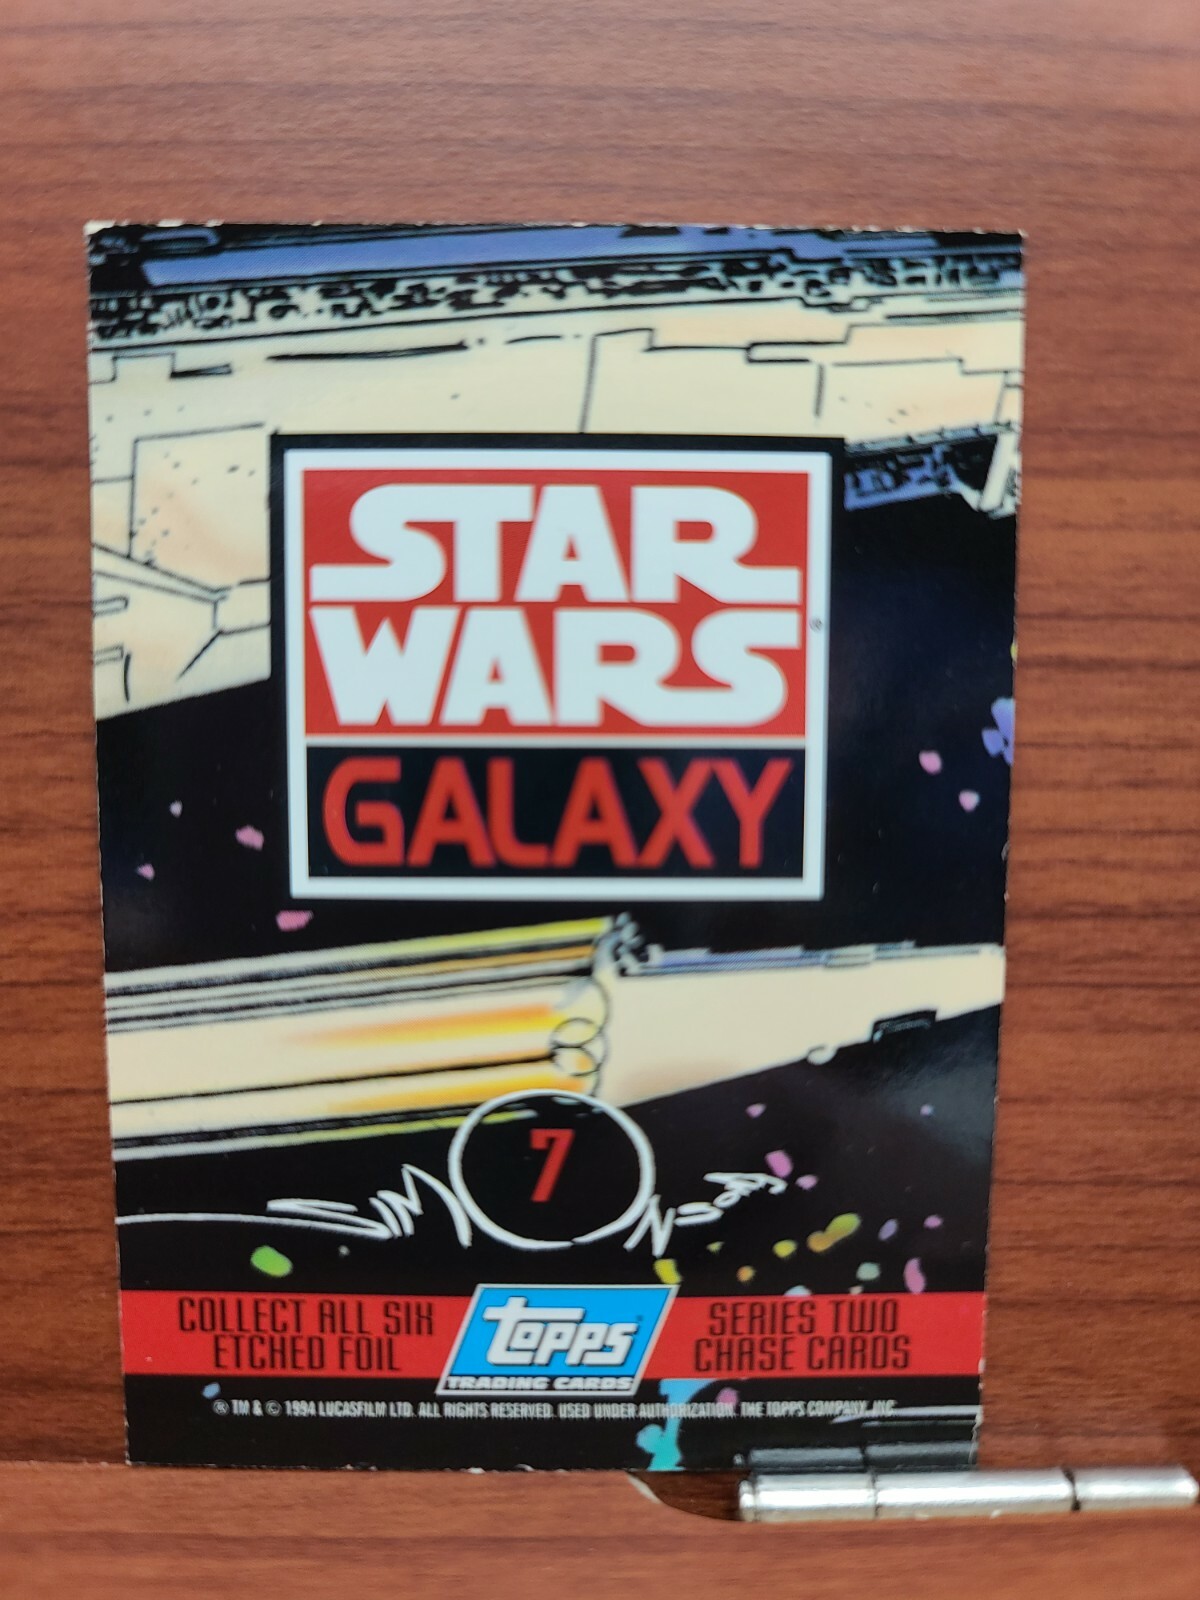 STAR
WARS
®
GALAXY
7
SIMONSON
COLLECT ALL SIX
ETCHED FOIL
topps®
TRADING CARDS
SERIES TWO
CHASE CARDS
® TM & © 1994 LUCASFILM LTD. ALL RIGHTS RESERVED. USED UNDER AUTHORIZATION. THE TOPPS COMPANY, INC.